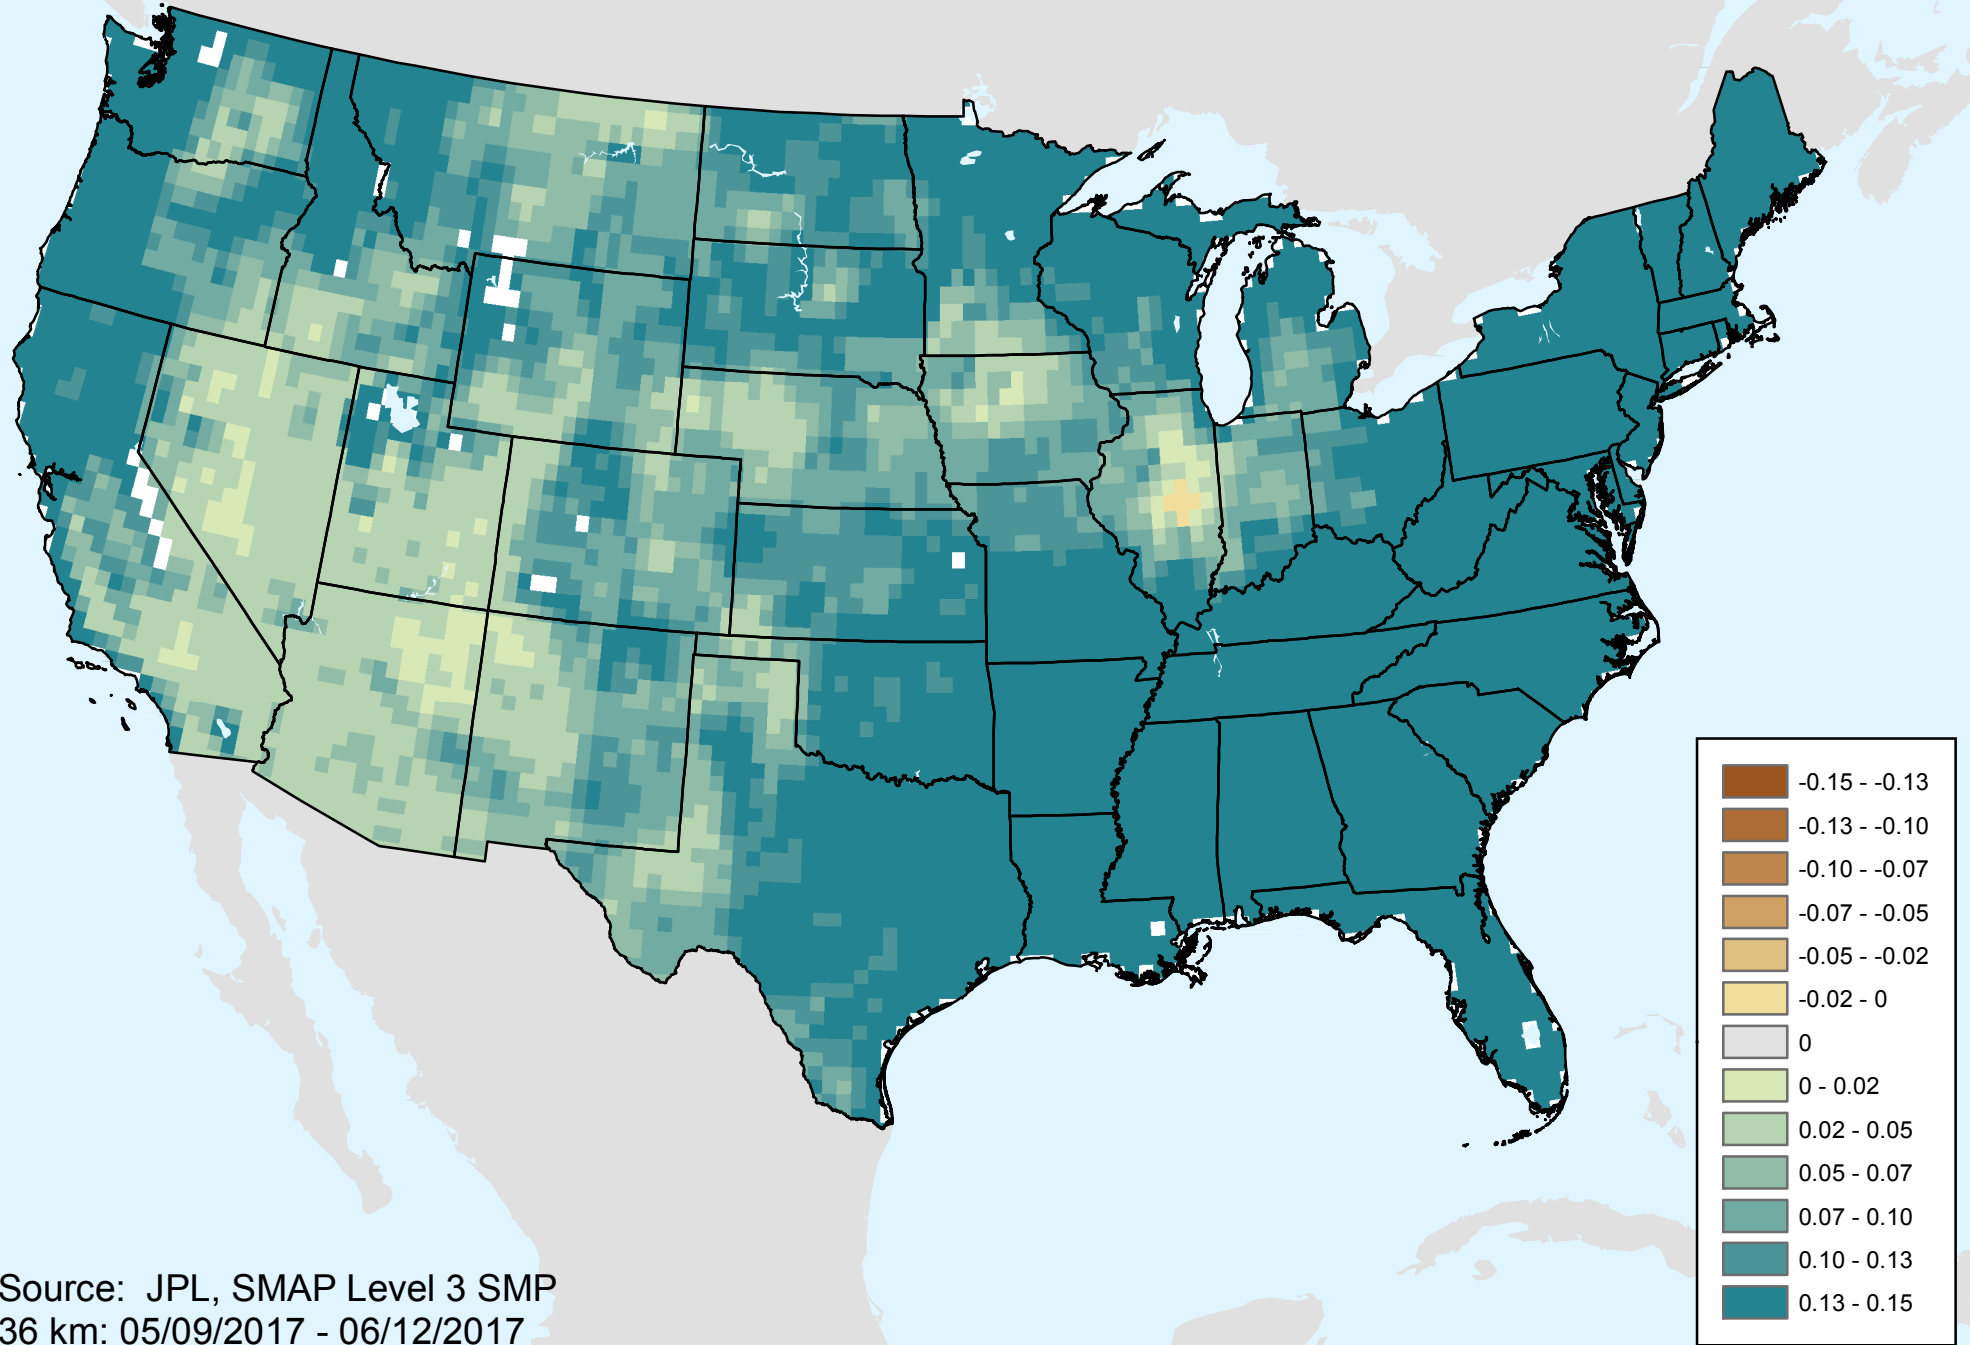 -0.15 - -0.13
-0.13 - -0.10
-0.10 - -0.07
-0.07 - -0.05
-0.05 - -0.02
-0.02 - 0
0
0 - 0.02
0.02 - 0.05
0.05 - 0.07
0.07 - 0.10
0.10 - 0.13
0.13 - 0.15
Source:  JPL, SMAP Level 3 SMP
36 km: 05/09/2017 - 06/12/2017